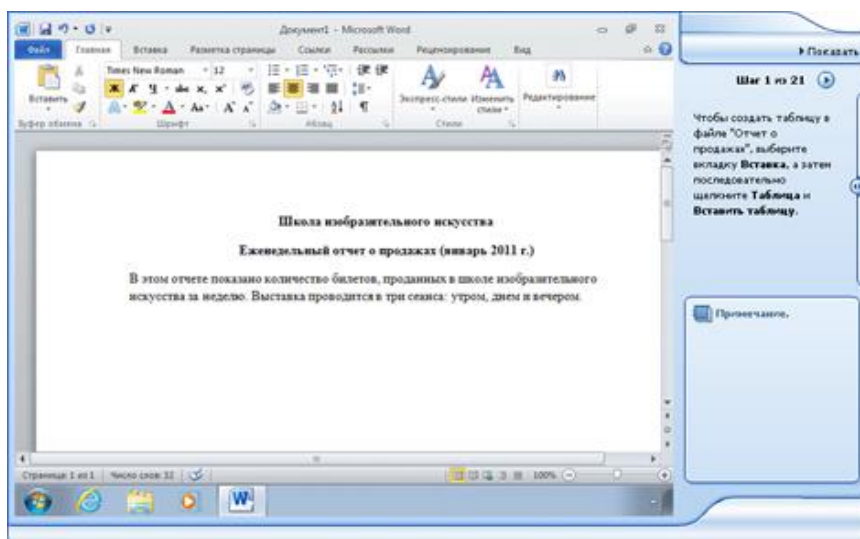 Документ1 - Microsoft Word
Файл Главная Вставка Разметка страницы Ссылки Рассылки Рецензирование Вид
Вставить
Times New Roman 12
Ж К Ч abc x, x'
Экспресс-стили Изменить стили Редактирование
Буфер обмена Шрифт Абзац Стили
Школа изобразительного искусства
Еженедельный отчет о продажах (январь 2011 г.)
В этом отчете показано количество билетов, проданных в школе изобразительного
искусства за неделю. Выставка проводится в три сеанса: утром, днем и вечером.
Страница: 1 из 1 Число слов: 32 100%
Показать
Шаг 1 из 21
Чтобы создать таблицу в
файле "Отчет о
продажах", выберите
вкладку Вставка, а затем
последовательно
щелкните Таблица и
Вставить таблицу.
Примечание.